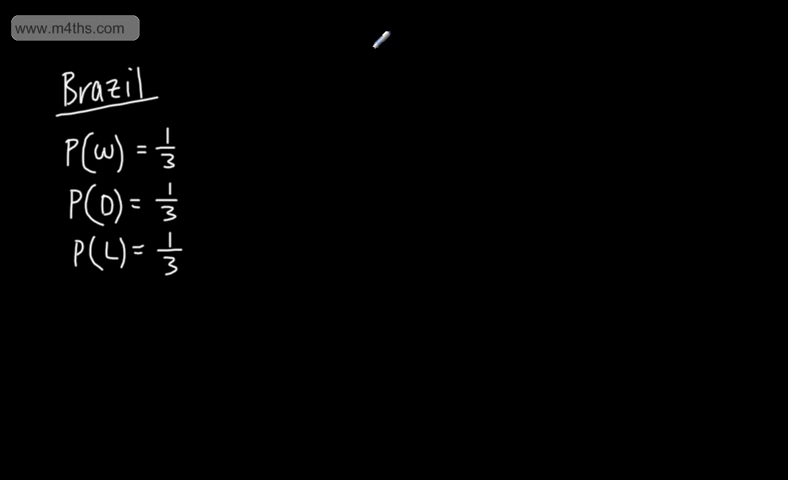 www.m4ths.com
Brazil
P(W) = 1/3
P(D) = 1/3
P(L) = 1/3